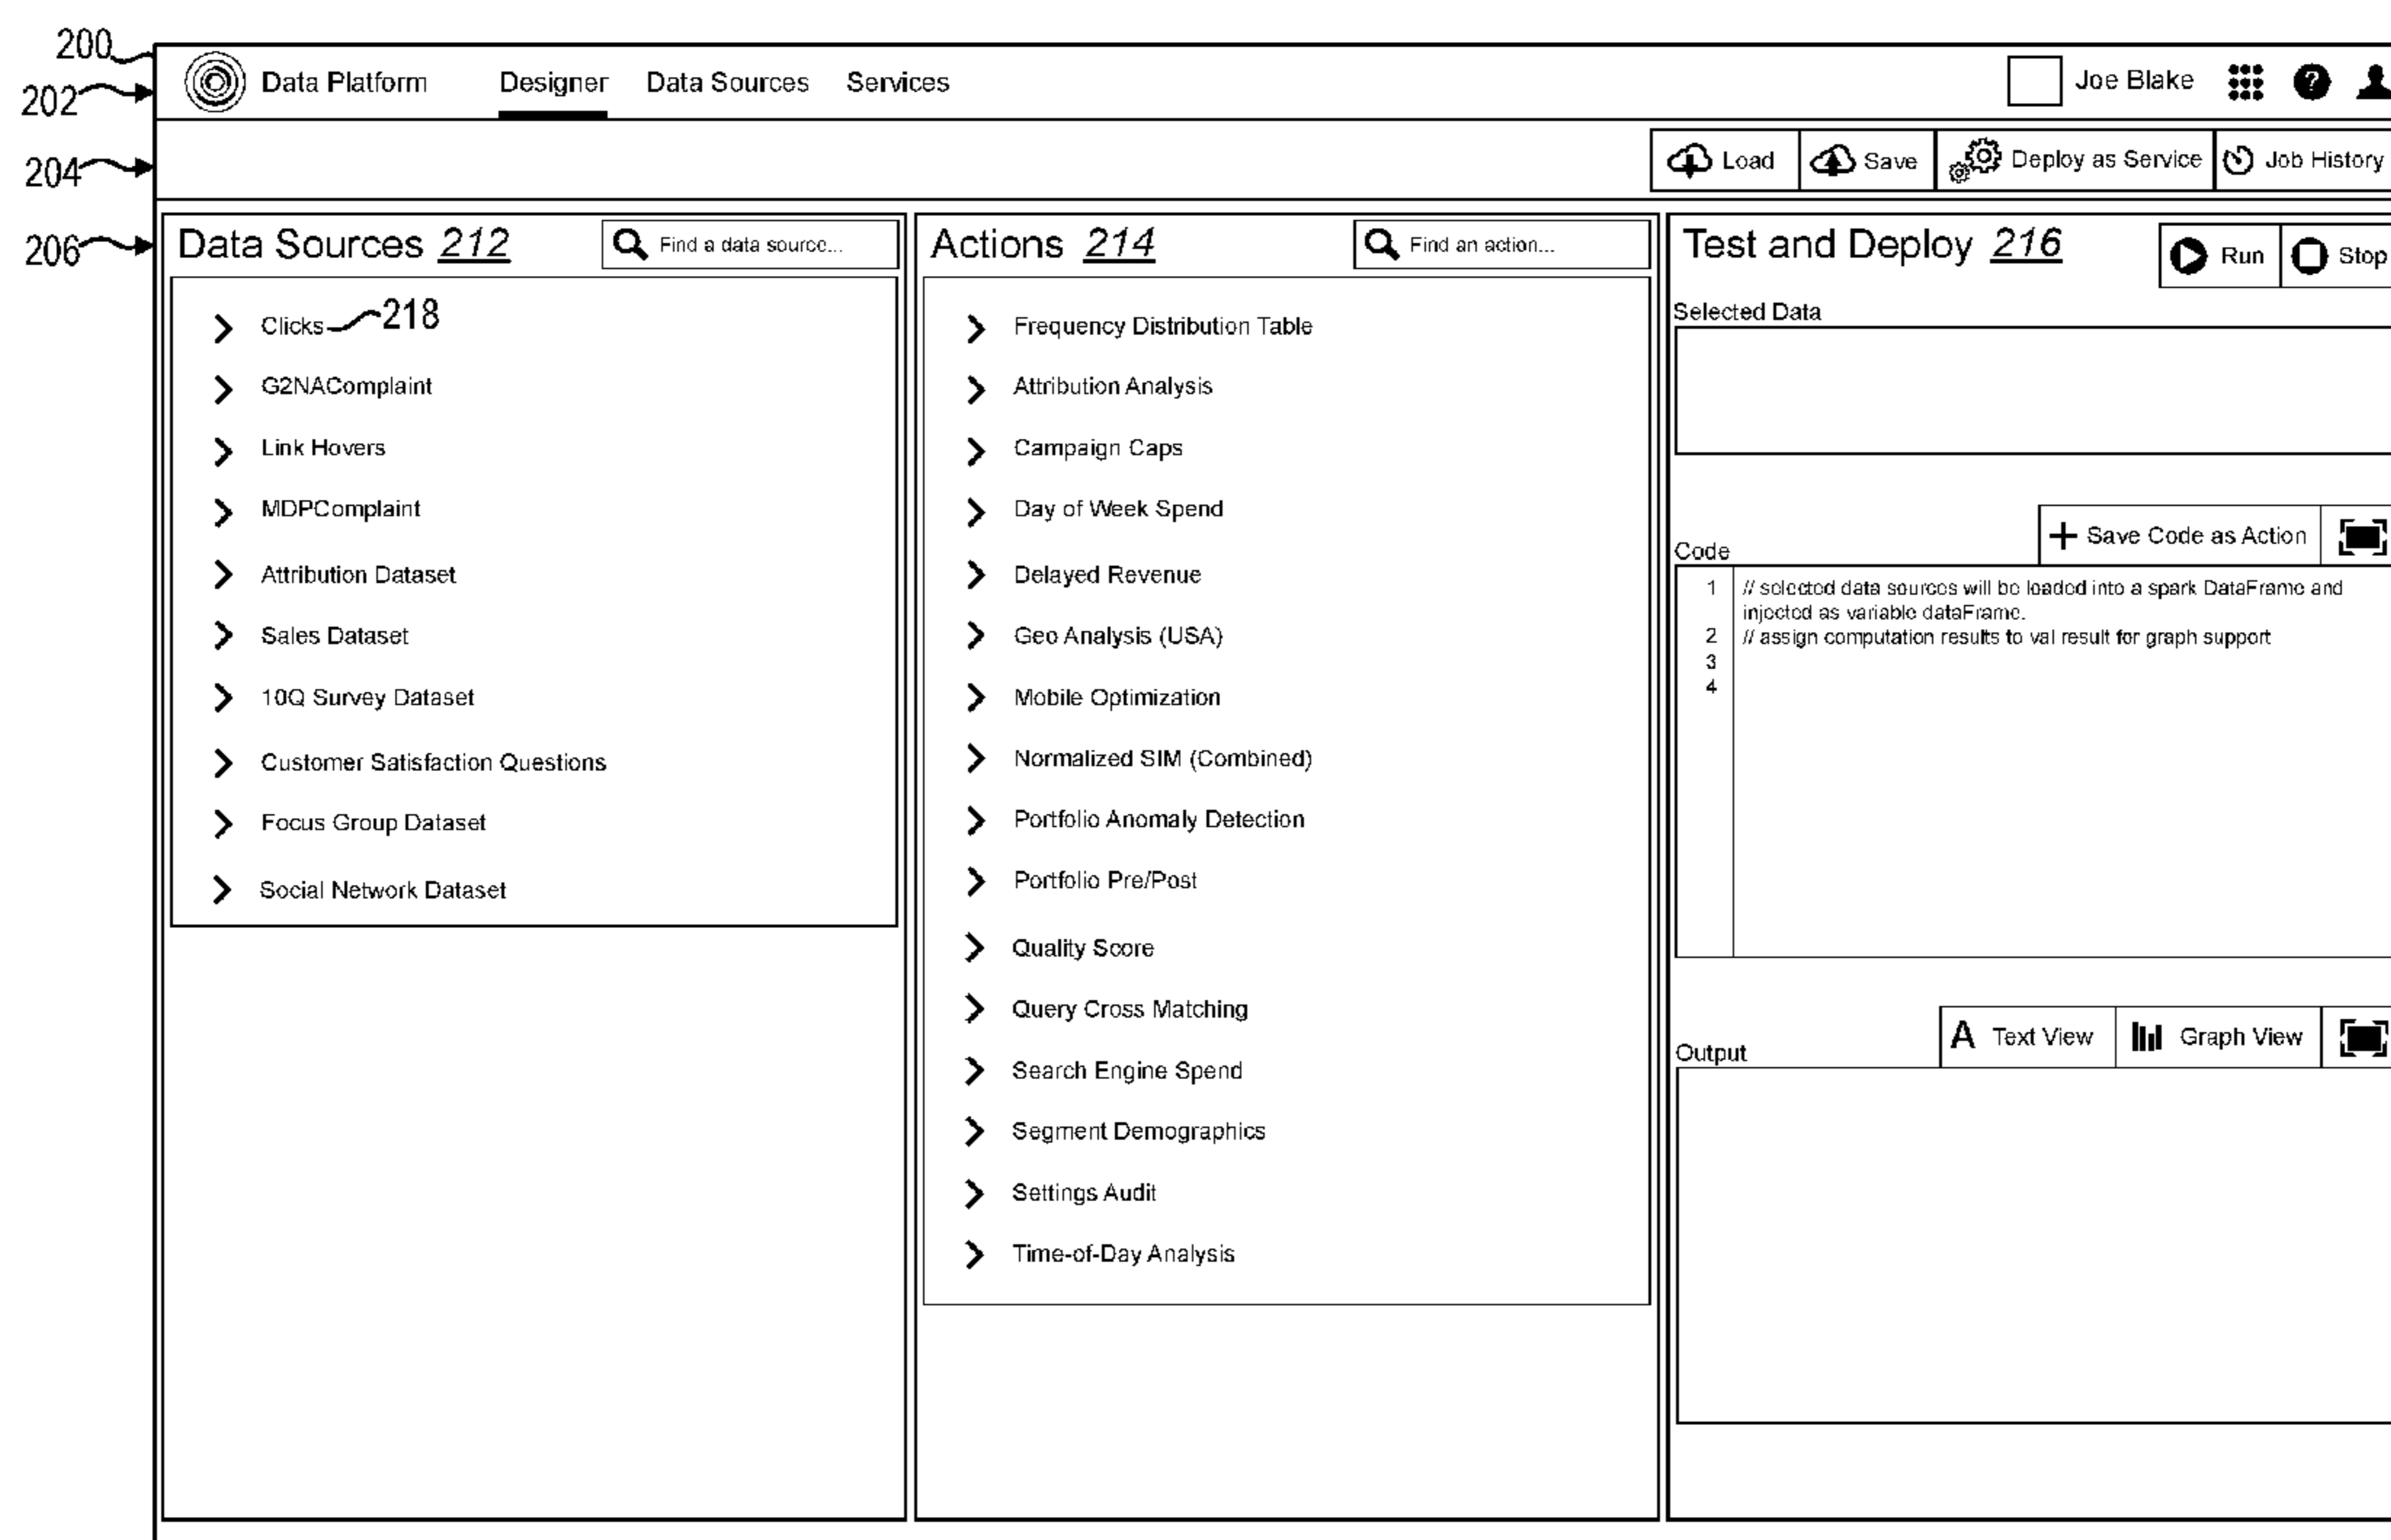 200
202
Data Platform Designer Data Sources Services Joe Blake ?
204
Load Save Deploy as Service Job History
206
Data Sources 212 Find a data source...
Clicks 218
G2NAComplaint
Link Hovers
MDPComplaint
Attribution Dataset
Sales Dataset
10Q Survey Dataset
Customer Satisfaction Questions
Focus Group Dataset
Social Network Dataset
Actions 214 Find an action...
Frequency Distribution Table
Attribution Analysis
Campaign Caps
Day of Week Spend
Delayed Revenue
Geo Analysis (USA)
Mobile Optimization
Normalized SIM (Combined)
Portfolio Anomaly Detection
Portfolio Pre/Post
Quality Score
Query Cross Matching
Search Engine Spend
Segment Demographics
Settings Audit
Time-of-Day Analysis
Test and Deploy 216 Run Stop
Selected Data
Code + Save Code as Action
1 // selected data sources will be loaded into a spark DataFrame and
injected as variable dataFrame.
2 // assign computation results to val result for graph support
3
4
Output A Text View Graph View